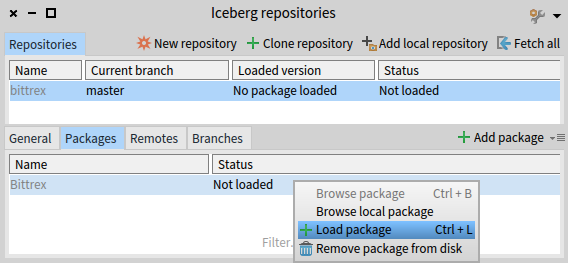 Iceberg repositories
Repositories New repository Clone repository Add local repository Fetch all
Name Current branch Loaded version Status
bittrex master No package loaded Not loaded
General Packages Remotes Branches Add package
Name Status
Bittrex Not loaded
Browse package Ctrl + B
Browse local package
Filter. Load package Ctrl + L
Remove package from disk